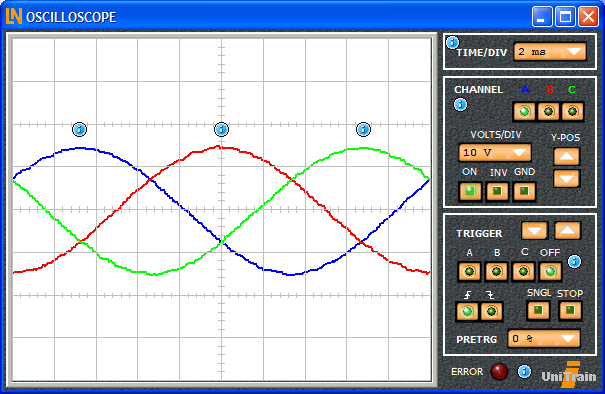 LN OSCILLOSCOPE
TIME/DIV 2 ms
CHANNEL A B C
VOLTS/DIV Y-POS
10 V
ON INV GND
TRIGGER
A B C OFF
SNGL STOP
PRETRG 0 %
ERROR UniTrain